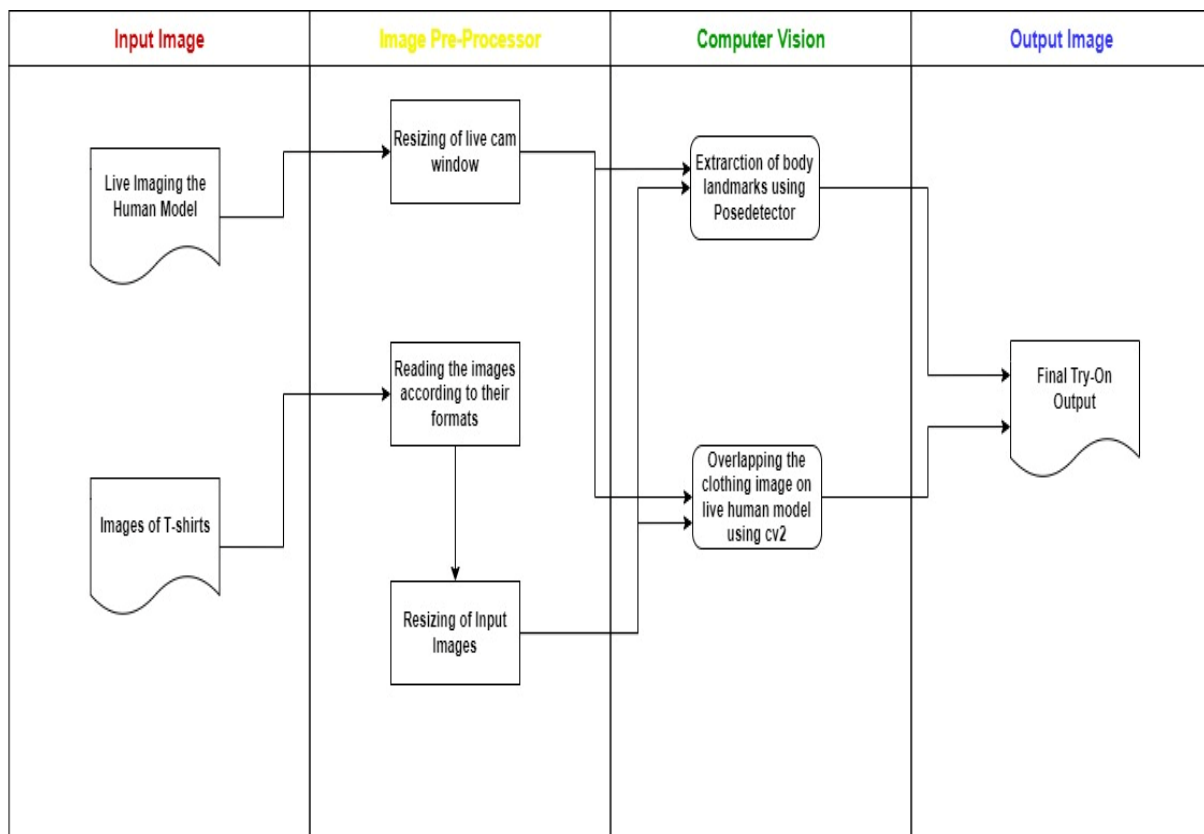 Input Image
Image Pre-Processor
Computer Vision
Output Image
Live Imaging the
Human Model
Resizing of live cam
window
Extrarction of body
landmarks using
Posedetector
Reading the images
according to their
formats
Final Try-On
Output
Images of T-shirts
Overlapping the
clothing image on
live human model
using cv2
Resizing of Input
Images